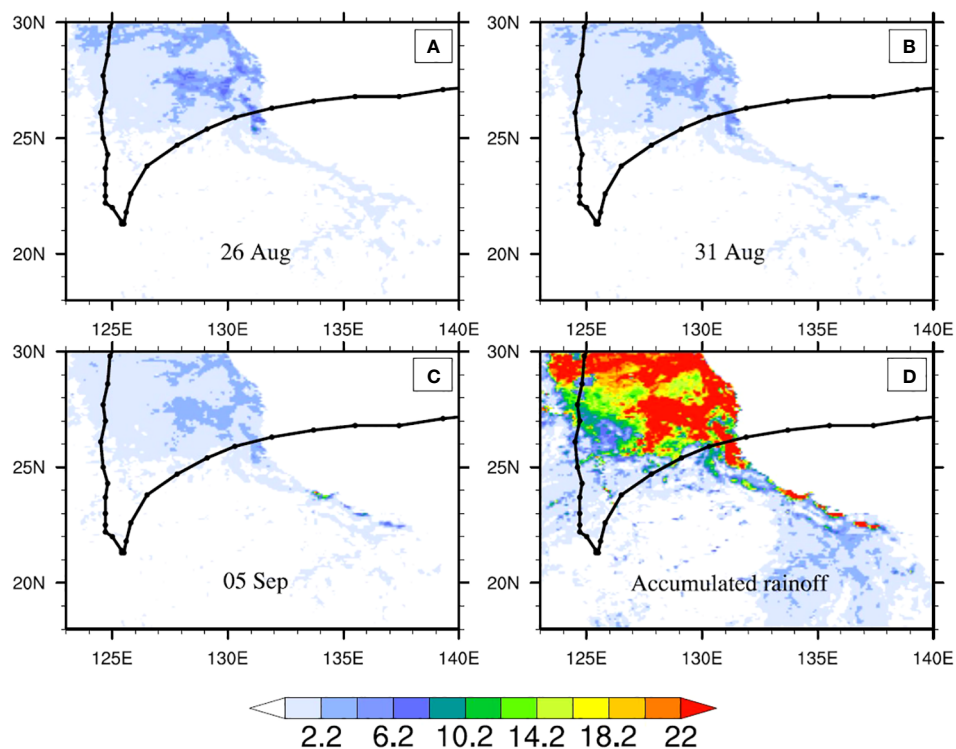 30N
25N
20N
A
26 Aug
125E 130E 135E 140E
30N
25N
20N
B
31 Aug
125E 130E 135E 140E
30N
25N
20N
C
05 Sep
125E 130E 135E 140E
30N
25N
20N
D
Accumulated rainoff
125E 130E 135E 140E
2.2 6.2 10.2 14.2 18.2 22